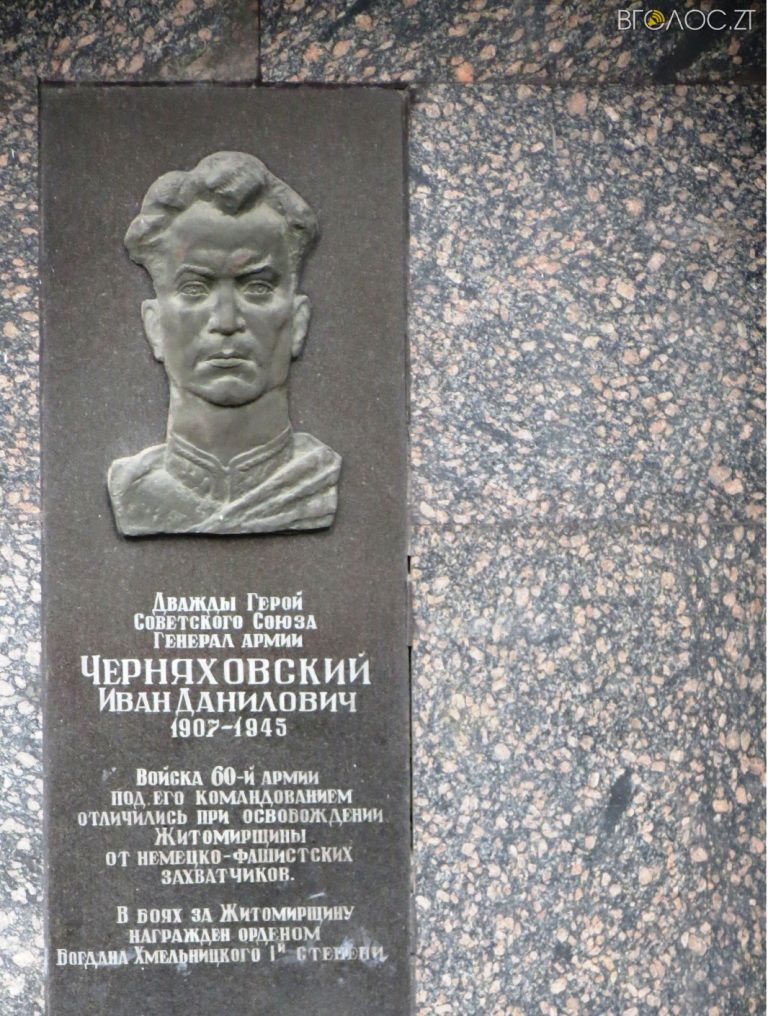 ВГОЛОС.ZT
Дважды Герой
Советского Союза
Генерал армии
Черняховский
Иван Данилович
1907-1945
Войска 60-й армии
под его командованием
отличились при освобождении
Житомирщины
от немецко-фашистских
захватчиков.
В боях за Житомирщину
награжден орденом
Богдана Хмельницкого 1й степени